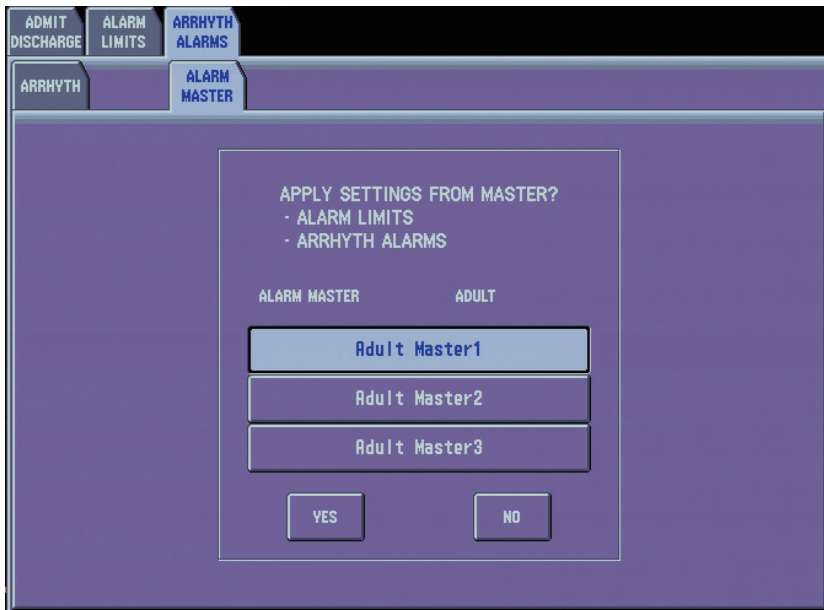 ADMIT
DISCHARGE
ALARM
LIMITS
ARRHYTH
ALARMS
ARRHYTH
ALARM
MASTER
APPLY SETTINGS FROM MASTER?
- ALARM LIMITS
- ARRHYTH ALARMS
ALARM MASTER ADULT
Adult Master1
Adult Master2
Adult Master3
YES NO